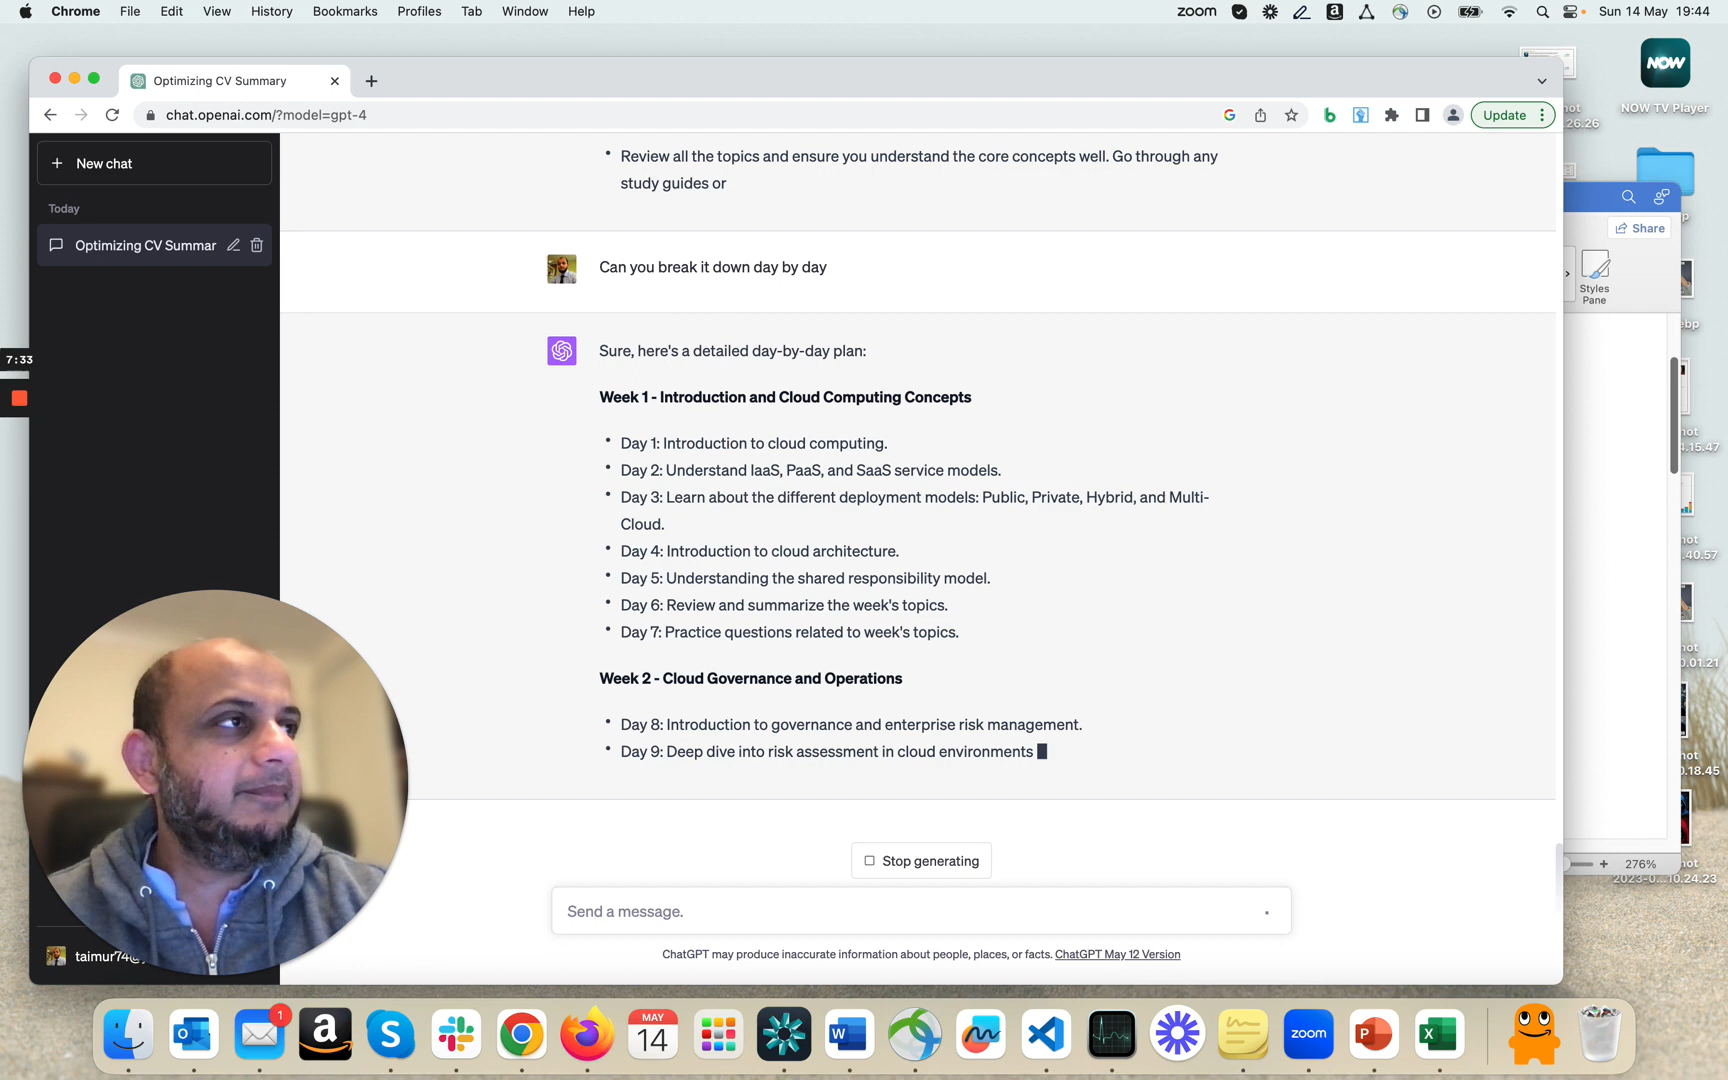 Chrome File Edit View History Bookmarks Profiles Tab Window Help
zoom
Sun 14 May 19:44
Optimizing CV Summary
chat.openai.com/?model=gpt-4
Update
New chat
Today
Optimizing CV Summar
7:33
Review all the topics and ensure you understand the core concepts well. Go through any
study guides or
Can you break it down day by day
Sure, here's a detailed day-by-day plan:
Week 1 - Introduction and Cloud Computing Concepts
Day 1: Introduction to cloud computing.
Day 2: Understand IaaS, PaaS, and SaaS service models.
Day 3: Learn about the different deployment models: Public, Private, Hybrid, and Multi-
Cloud.
Day 4: Introduction to cloud architecture.
Day 5: Understanding the shared responsibility model.
Day 6: Review and summarize the week's topics.
Day 7: Practice questions related to week's topics.
Week 2 - Cloud Governance and Operations
Day 8: Introduction to governance and enterprise risk management.
Day 9: Deep dive into risk assessment in cloud environments
Stop generating
Send a message.
ChatGPT may produce inaccurate information about people, places, or facts. ChatGPT May 12 Version
taimur74@
NOW
NOW TV Player
26.26
Share
Styles
Pane
276%
2023-0...10.24.23
1
MAY
14
zoom